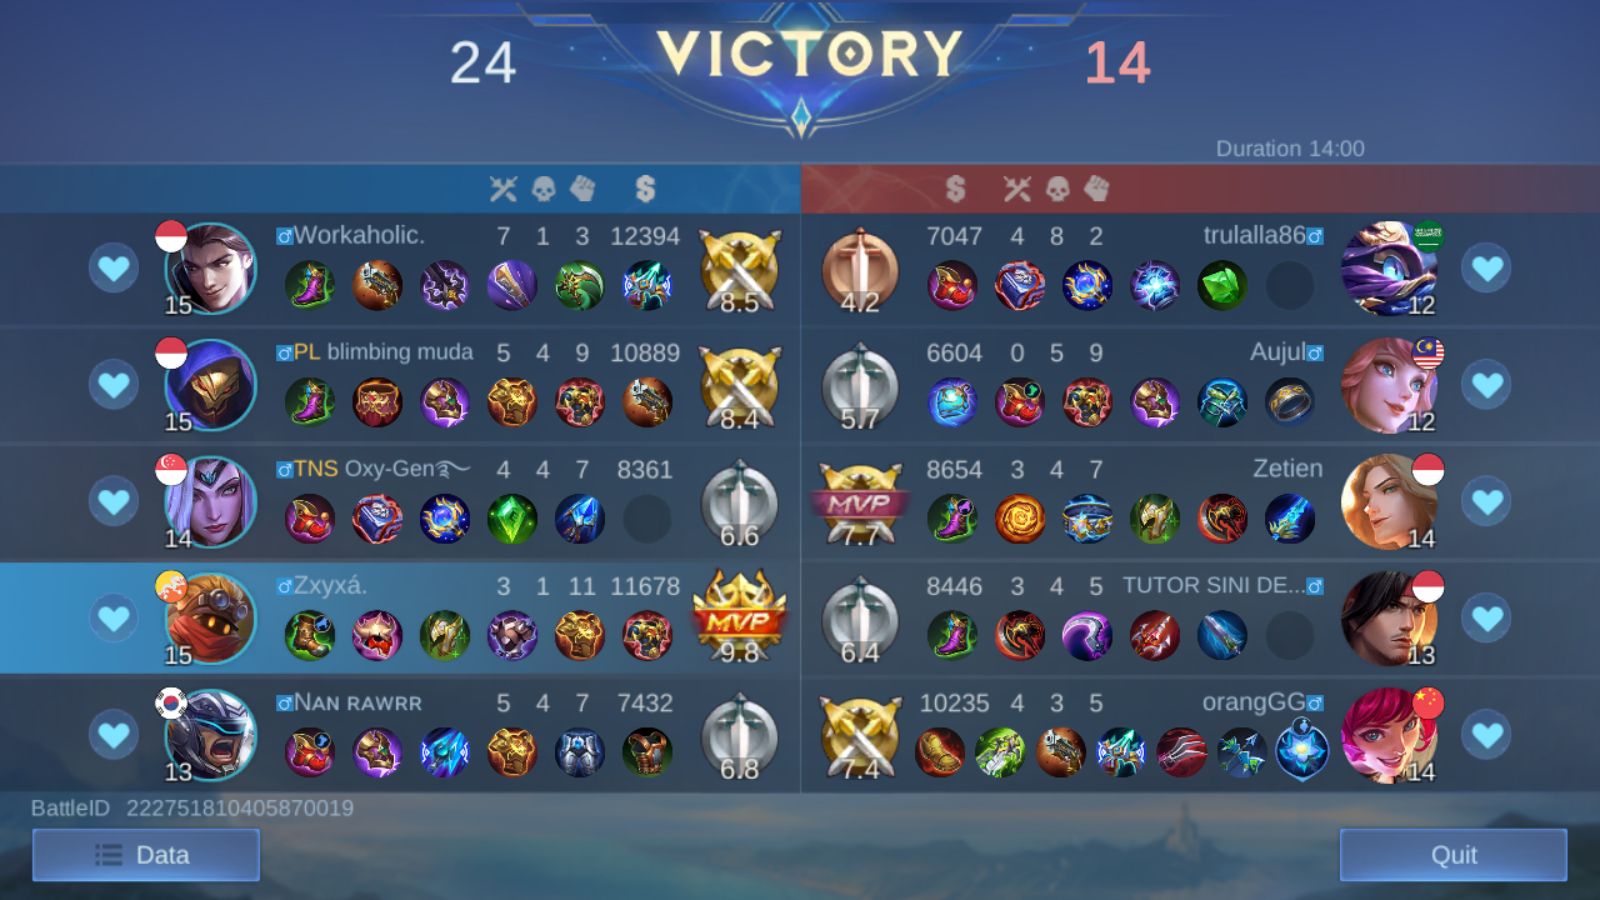 24 VICTORY 14
Duration 14:00
Workaholic. 7 1 3 12394
15 8.5
7047 4 8 2 trulalla86
4.2 12
PL blimbing muda 5 4 9 10889
15 8.4
6604 0 5 9 Aujul
5.7 12
TNS Oxy-Gen 4 4 7 8361
14 6.6
8654 3 4 7 Zetien
MVP
7.7 14
Zxyxá. 3 1 11 11678
MVP
15 9.8
8446 3 4 5 TUTOR SINI DE...
6.4 13
Nan rawrr 5 4 7 7432
13 6.8
10235 4 3 5 orangGG
7.4 14
BattleID 222751810405870019
Data
Quit